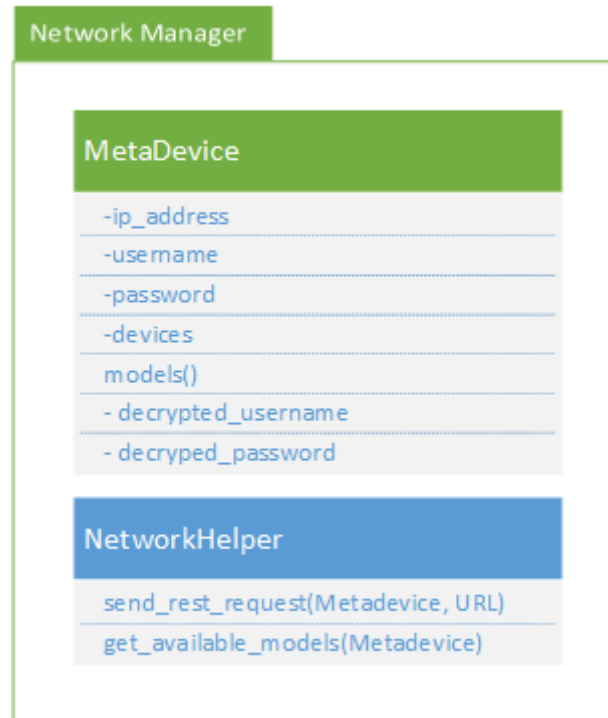 Network Manager
MetaDevice
-ip_address
-username
-password
-devices
models()
- decrypted_username
- decryped_password
NetworkHelper
send_rest_request(Metadevice, URL)
get_available_models(Metadevice)